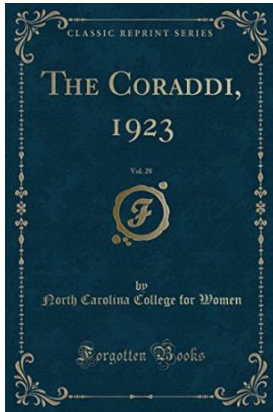 CLASSIC REPRINT SERIES
THE CORADDI,
1923
Vol. 28
F
by
North Carolina College for Women
Forgotten Books